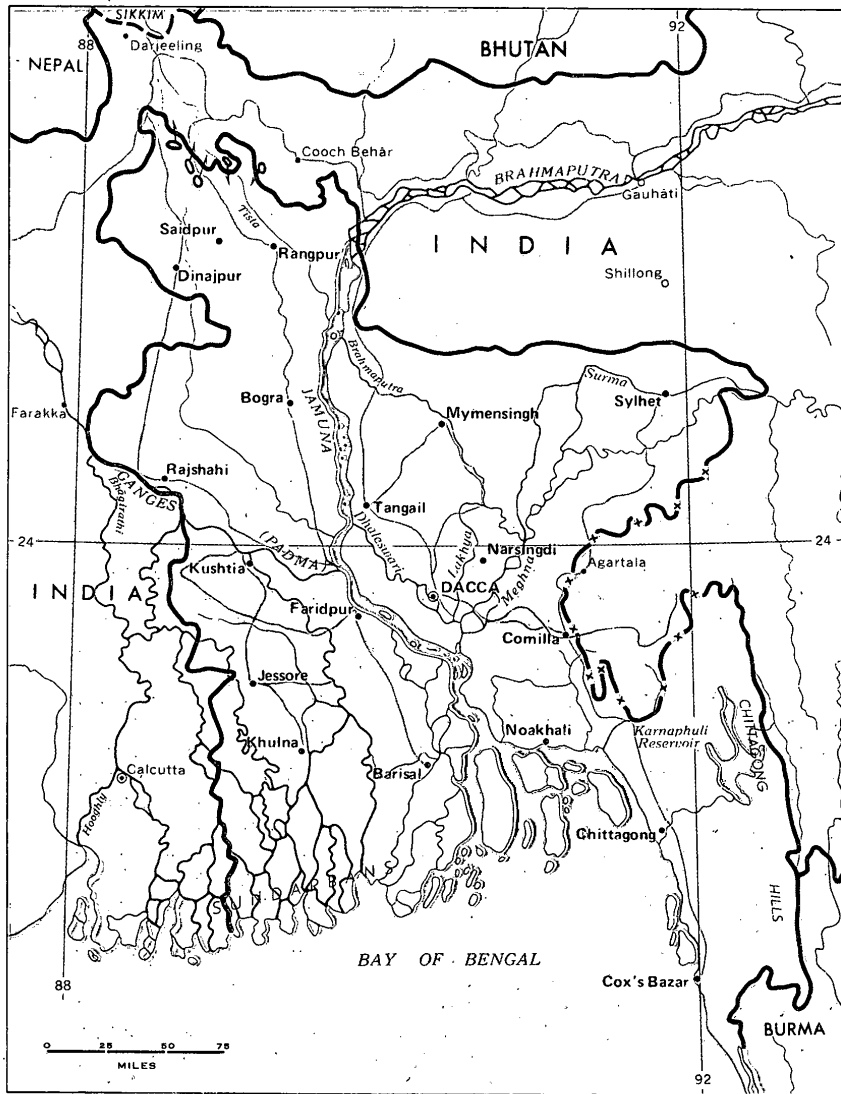 SIKKIM
88
Darjeeling
NEPAL
BHUTAN
92
Cooch Behār
BRAHMAPUTRA
Gauhāti
Tista
Saidpur
Rangpur
INDIA
Dinajpur
Shillong
Brahmaputra
Surma
Farakka
Bogra
JAMUNA
Sylhet
Mymensingh
Rajshahi
GANGES
Bhāgirathi
Tangail
24
(PADMA)
Dhaleswari
Lakhya
Meghna
Narsingdi
24
Kushtia
Agartala
INDIA
DACCA
Faridpur
Comilla
Jessore
Khulna
Noakhali
Karnaphuli
Reservoir
CHITTAGONG
HILLS
Calcutta
Barisal
Hooghly
Chittagong
SUNDARBANS
BAY OF BENGAL
88
Cox's Bazar
BURMA
0 25 50 75
MILES
92